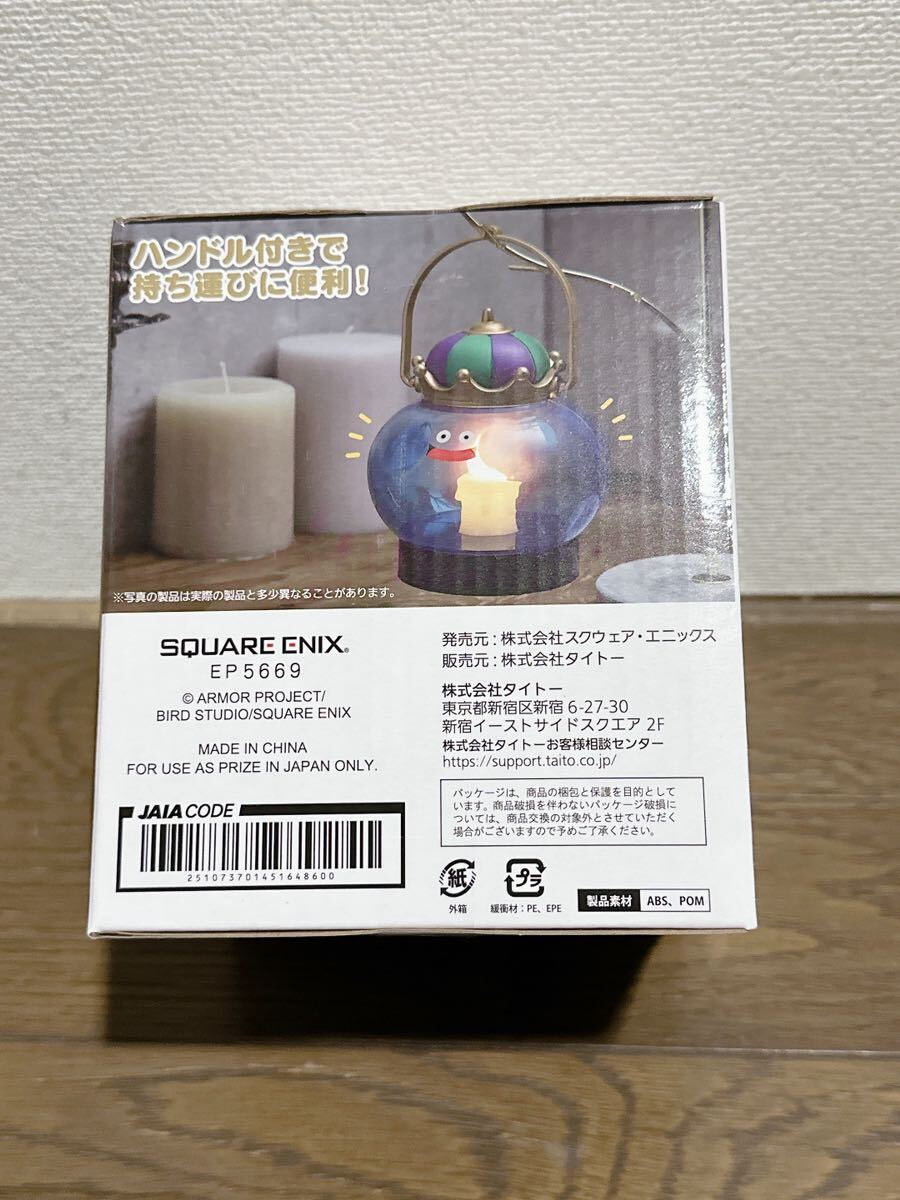 ハンドル付きで
持ち運びに便利!
※写真の製品は実際の製品と多少異なることがあります。
SQUARE ENIX®
EP5669
© ARMOR PROJECT/
BIRD STUDIO/SQUARE ENIX
MADE IN CHINA
FOR USE AS PRIZE IN JAPAN ONLY.
JAIA CODE
2510737014516​48600
発売元:株式会社スクウェア・エニックス
販売元:株式会社タイトー
株式会社タイトー
東京都新宿区新宿 6-27-30
新宿イーストサイドスクエア 2F
株式会社タイトーお客様相談センター
https://support.taito.co.jp/
パッケージは、商品の梱包と保護を目的としています。商品破損を伴わないパッケージ破損については、商品交換の対象外とさせていただく場合がございますので予めご了承ください。
紙
外箱
プラ
緩衝材:PE、EPE
製品素材 ABS、POM